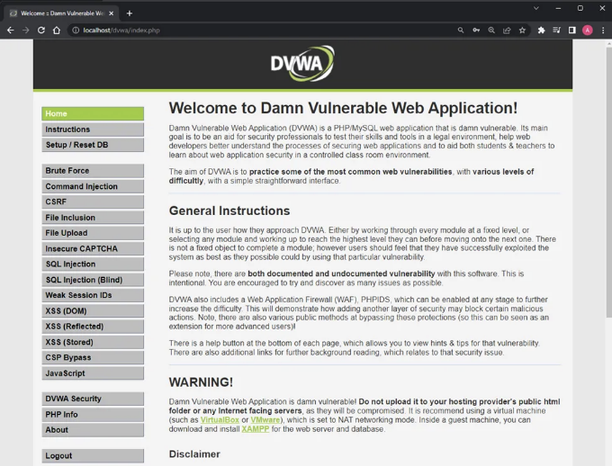 Welcome :: Damn Vulnerable We
localhost/dvwa/index.php
A
DVWA
Home
Instructions
Setup / Reset DB
Brute Force
Command Injection
CSRF
File Inclusion
File Upload
Insecure CAPTCHA
SQL Injection
SQL Injection (Blind)
Weak Session IDs
XSS (DOM)
XSS (Reflected)
XSS (Stored)
CSP Bypass
JavaScript
DVWA Security
PHP Info
About
Logout
Welcome to Damn Vulnerable Web Application!
Damn Vulnerable Web Application (DVWA) is a PHP/MySQL web application that is damn vulnerable. Its main
goal is to be an aid for security professionals to test their skills and tools in a legal environment, help web
developers better understand the processes of securing web applications and to aid both students & teachers to
learn about web application security in a controlled class room environment.
The aim of DVWA is to practice some of the most common web vulnerabilities, with various levels of
difficultly, with a simple straightforward interface.
General Instructions
It is up to the user how they approach DVWA. Either by working through every module at a fixed level, or
selecting any module and working up to reach the highest level they can before moving onto the next one. There
is not a fixed object to complete a module; however users should feel that they have successfully exploited the
system as best as they possible could by using that particular vulnerability.
Please note, there are both documented and undocumented vulnerability with this software. This is
intentional. You are encouraged to try and discover as many issues as possible.
DVWA also includes a Web Application Firewall (WAF), PHPIDS, which can be enabled at any stage to further
increase the difficulty. This will demonstrate how adding another layer of security may block certain malicious
actions. Note, there are also various public methods at bypassing these protections (so this can be seen as an
extension for more advanced users)!
There is a help button at the bottom of each page, which allows you to view hints & tips for that vulnerability.
There are also additional links for further background reading, which relates to that security issue.
WARNING!
Damn Vulnerable Web Application is damn vulnerable! Do not upload it to your hosting provider's public html
folder or any Internet facing servers, as they will be compromised. It is recommend using a virtual machine
(such as VirtualBox or VMware), which is set to NAT networking mode. Inside a guest machine, you can
download and install XAMPP for the web server and database.
Disclaimer